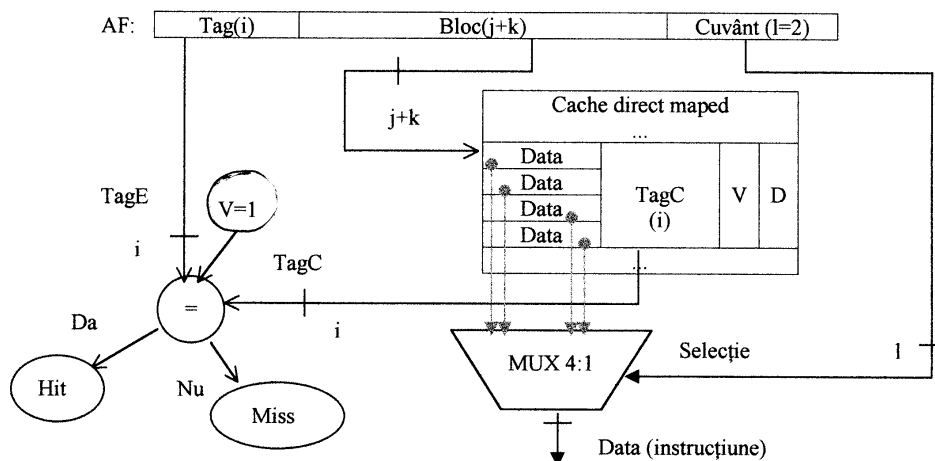 AF:
Tag(i)
Bloc(j+k)
Cuvânt (l=2)
j+k
Cache direct maped
...
Data
Data
Data
Data
TagC
(i)
V
D
...
TagE
V=1
i
TagC
=
i
Da
Nu
Hit
Miss
MUX 4:1
Selecție
l
Data (instrucțiune)